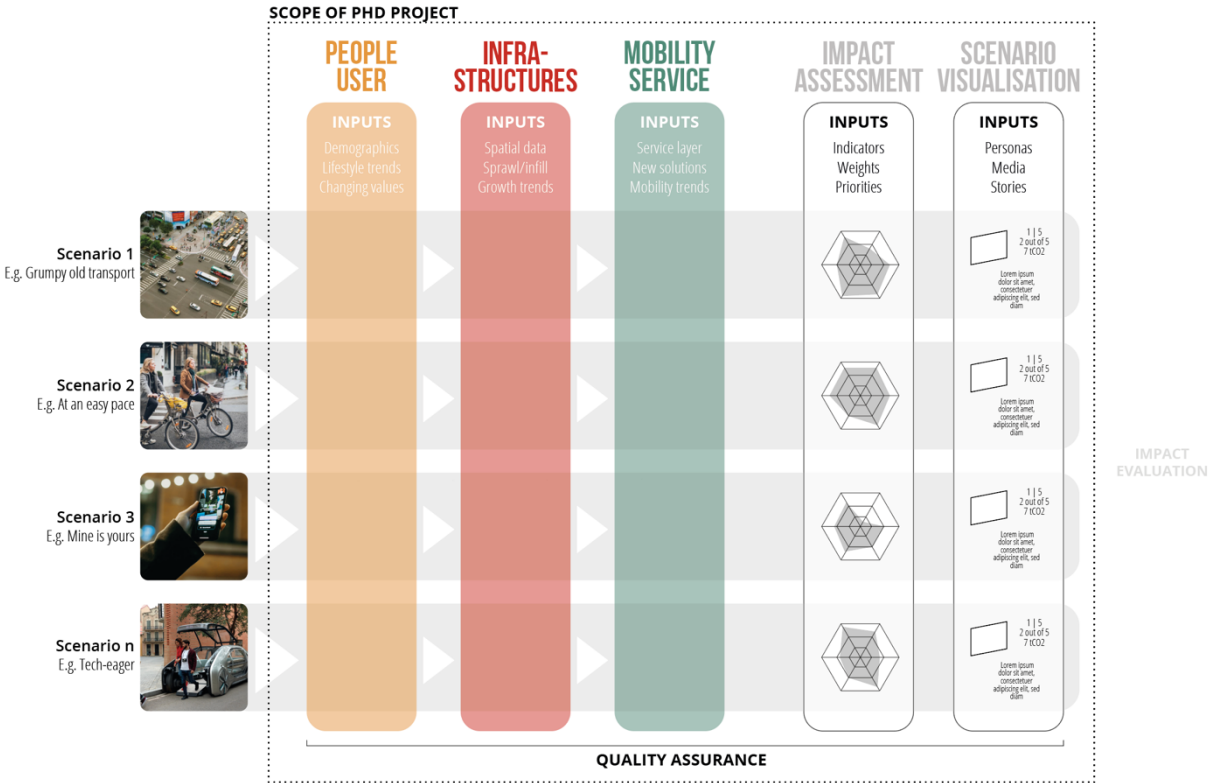 SCOPE OF PHD PROJECT
PEOPLE
USER
INFRA-
STRUCTURES
MOBILITY
SERVICE
IMPACT
ASSESSMENT
SCENARIO
VISUALISATION
INPUTS
Demographics
Lifestyle trends
Changing values
INPUTS
Spatial data
Sprawl/infill
Growth trends
INPUTS
Service layer
New solutions
Mobility trends
INPUTS
Indicators
Weights
Priorities
INPUTS
Personas
Media
Stories
Scenario 1
E.g. Grumpy old transport
1 | 5
2 out of 5
7 tCO2
Lorem ipsum
dolor sit amet,
consectetuer
adipiscing elit, sed
diam
Scenario 2
E.g. At an easy pace
1 | 5
2 out of 5
7 tCO2
Lorem ipsum
dolor sit amet,
consectetuer
adipiscing elit, sed
diam
IMPACT
EVALUATION
Scenario 3
E.g. Mine is yours
1 | 5
2 out of 5
7 tCO2
Lorem ipsum
dolor sit amet,
consectetuer
adipiscing elit, sed
diam
Scenario n
E.g. Tech-eager
1 | 5
2 out of 5
7 tCO2
Lorem ipsum
dolor sit amet,
consectetuer
adipiscing elit, sed
diam
QUALITY ASSURANCE